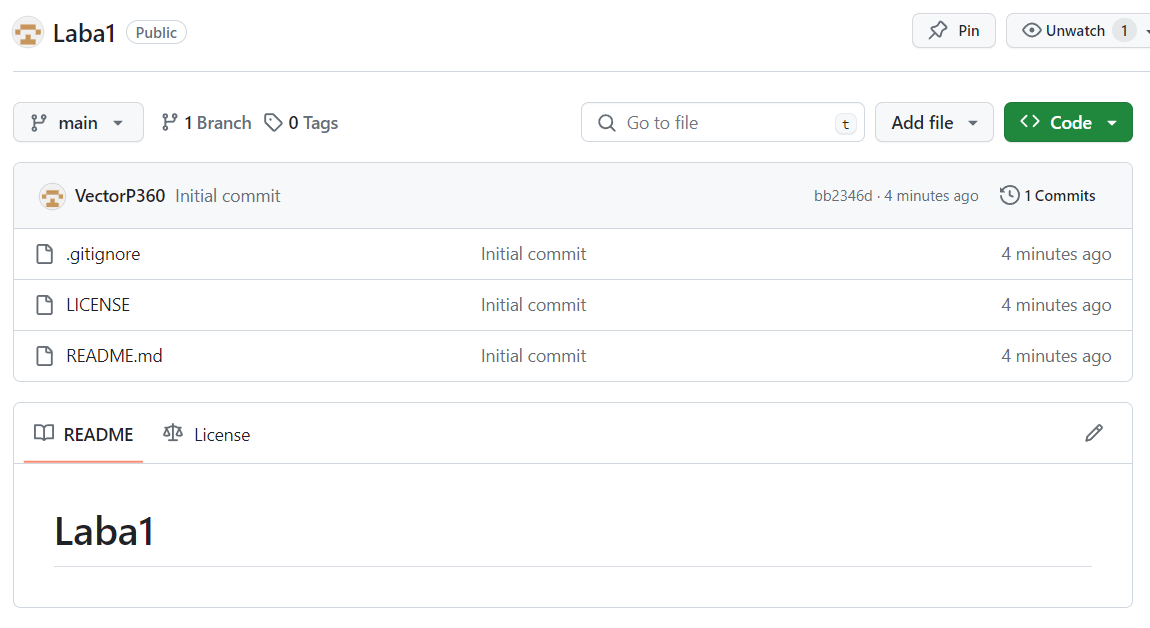 Laba1 Public Pin Unwatch 1
main 1 Branch 0 Tags Go to file t Add file Code
VectorP360 Initial commit bb2346d · 4 minutes ago 1 Commits
.gitignore Initial commit 4 minutes ago
LICENSE Initial commit 4 minutes ago
README.md Initial commit 4 minutes ago
README License
Laba1